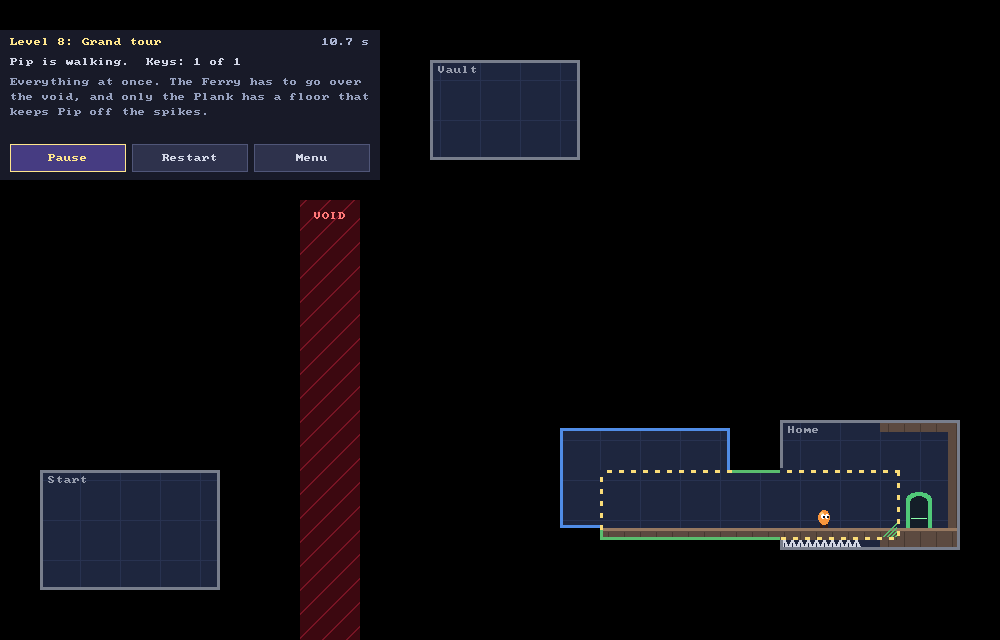 Level 8: Grand tour
10.7 s
Pip is walking. Keys: 1 of 1
Everything at once. The Ferry has to go over
the void, and only the Plank has a floor that
keeps Pip off the spikes.
Pause
Restart
Menu
Vault
VOID
Home
Start